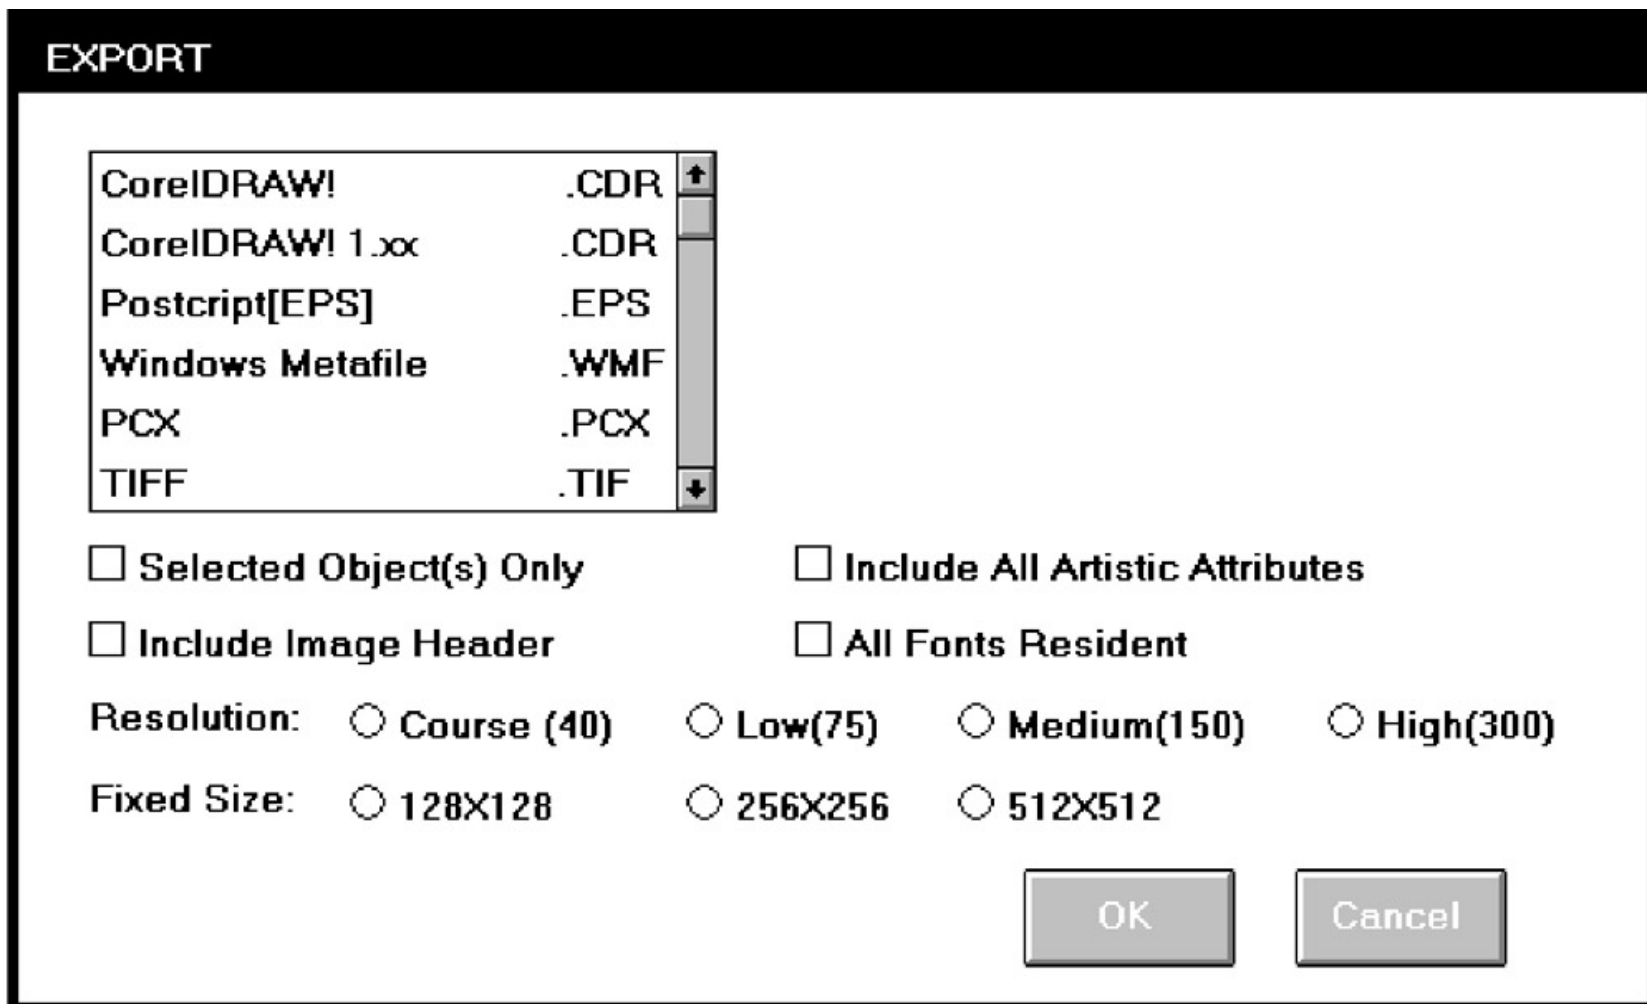 EXPORT
CorelDRAW! .CDR
CorelDRAW! 1.xx .CDR
Postcript[EPS] .EPS
Windows Metafile .WMF
PCX .PCX
TIFF .TIF
Selected Object(s) Only Include All Artistic Attributes
Include Image Header All Fonts Resident
Resolution: Course (40) Low(75) Medium(150) High(300)
Fixed Size: 128X128 256X256 512X512
OK Cancel